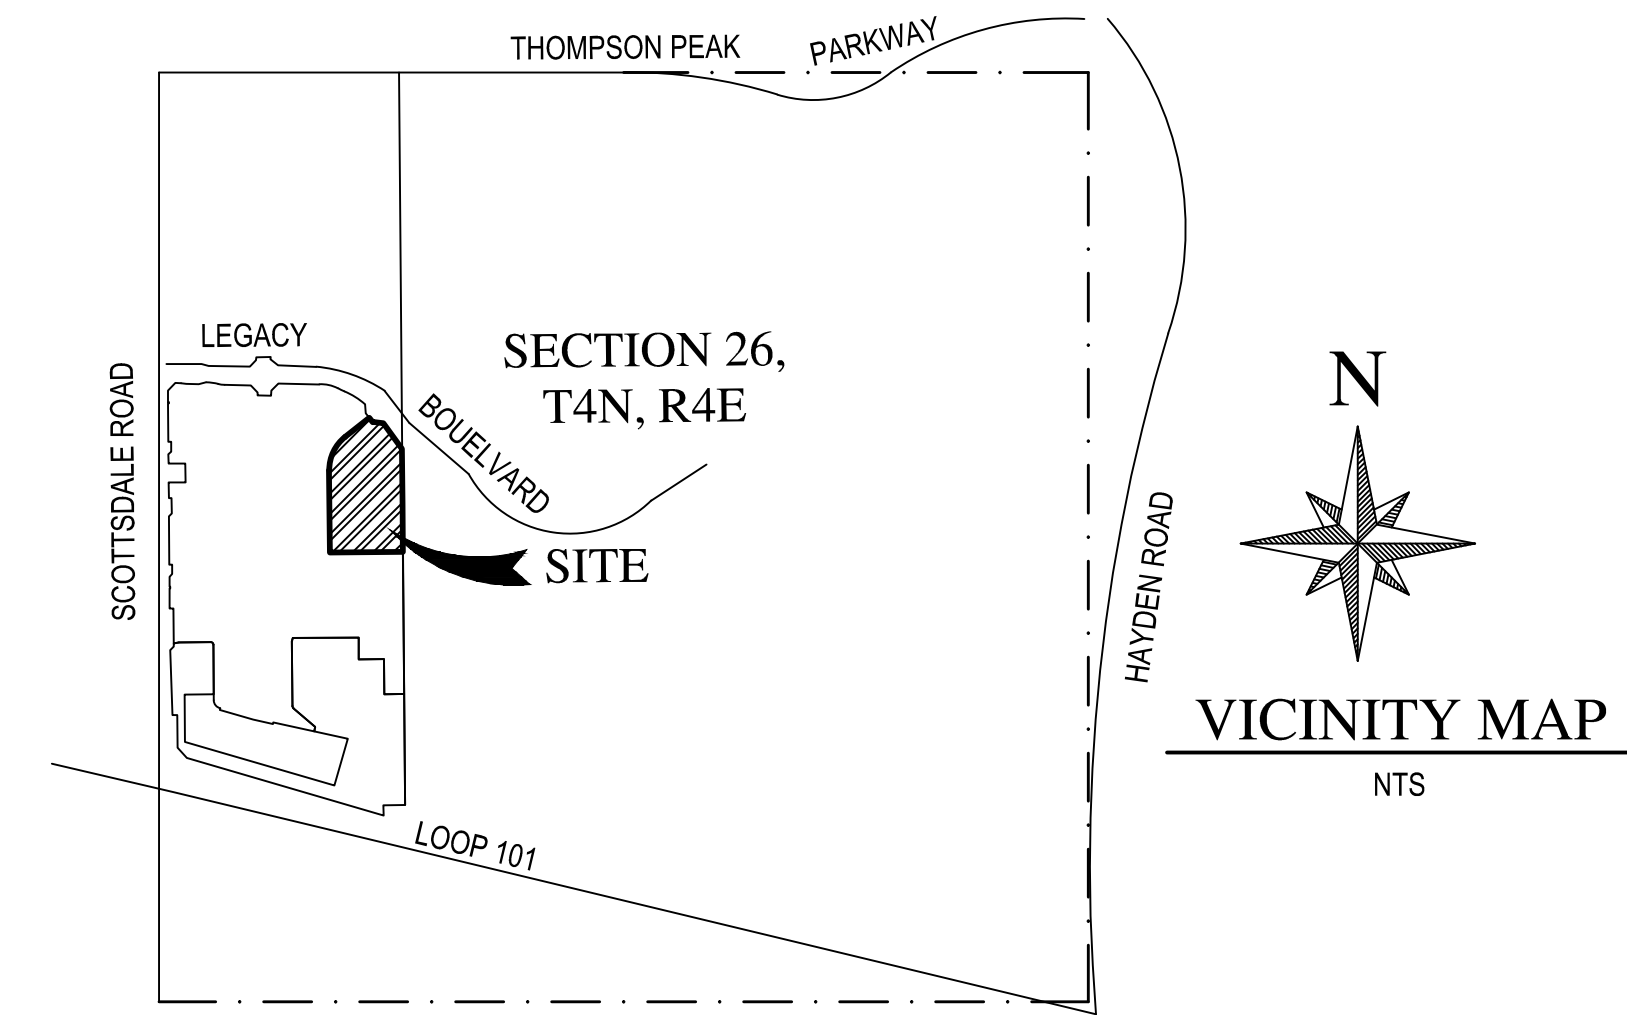 THOMPSON PEAK PARKWAY
LEGACY BOUELVARD
SCOTTSDALE ROAD
SECTION 26,
T4N, R4E
SITE
HAYDEN ROAD
LOOP 101
N
VICINITY MAP
NTS